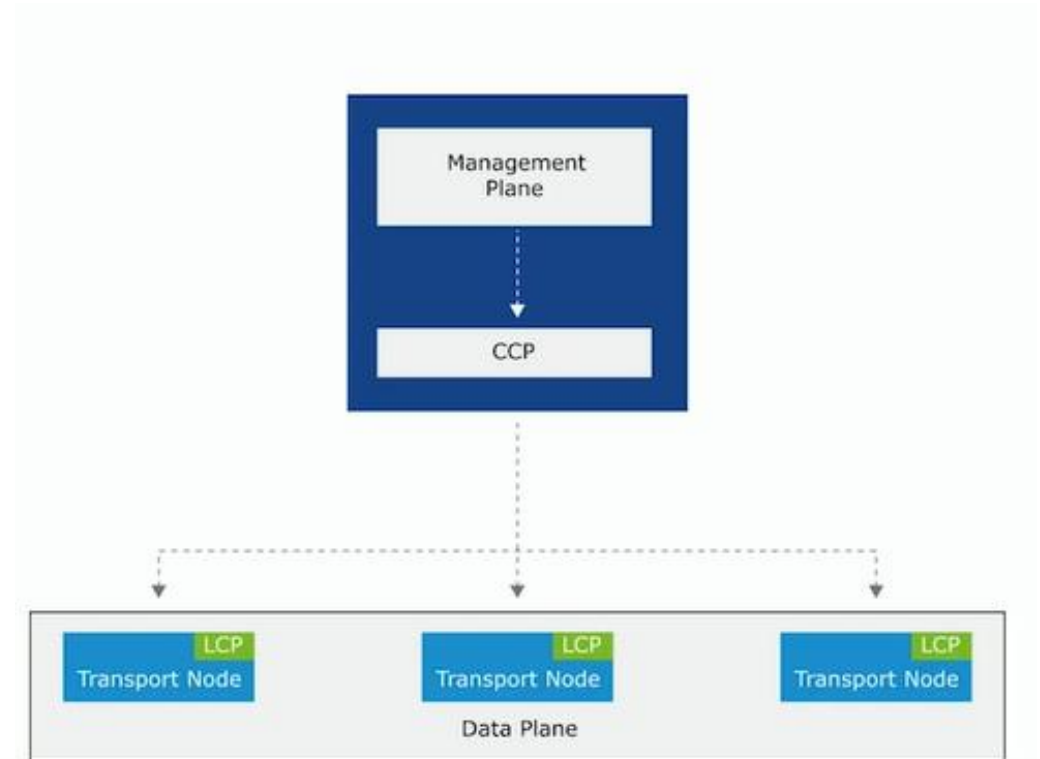 Management
Plane
CCP
LCP
Transport Node
LCP
Transport Node
LCP
Transport Node
Data Plane